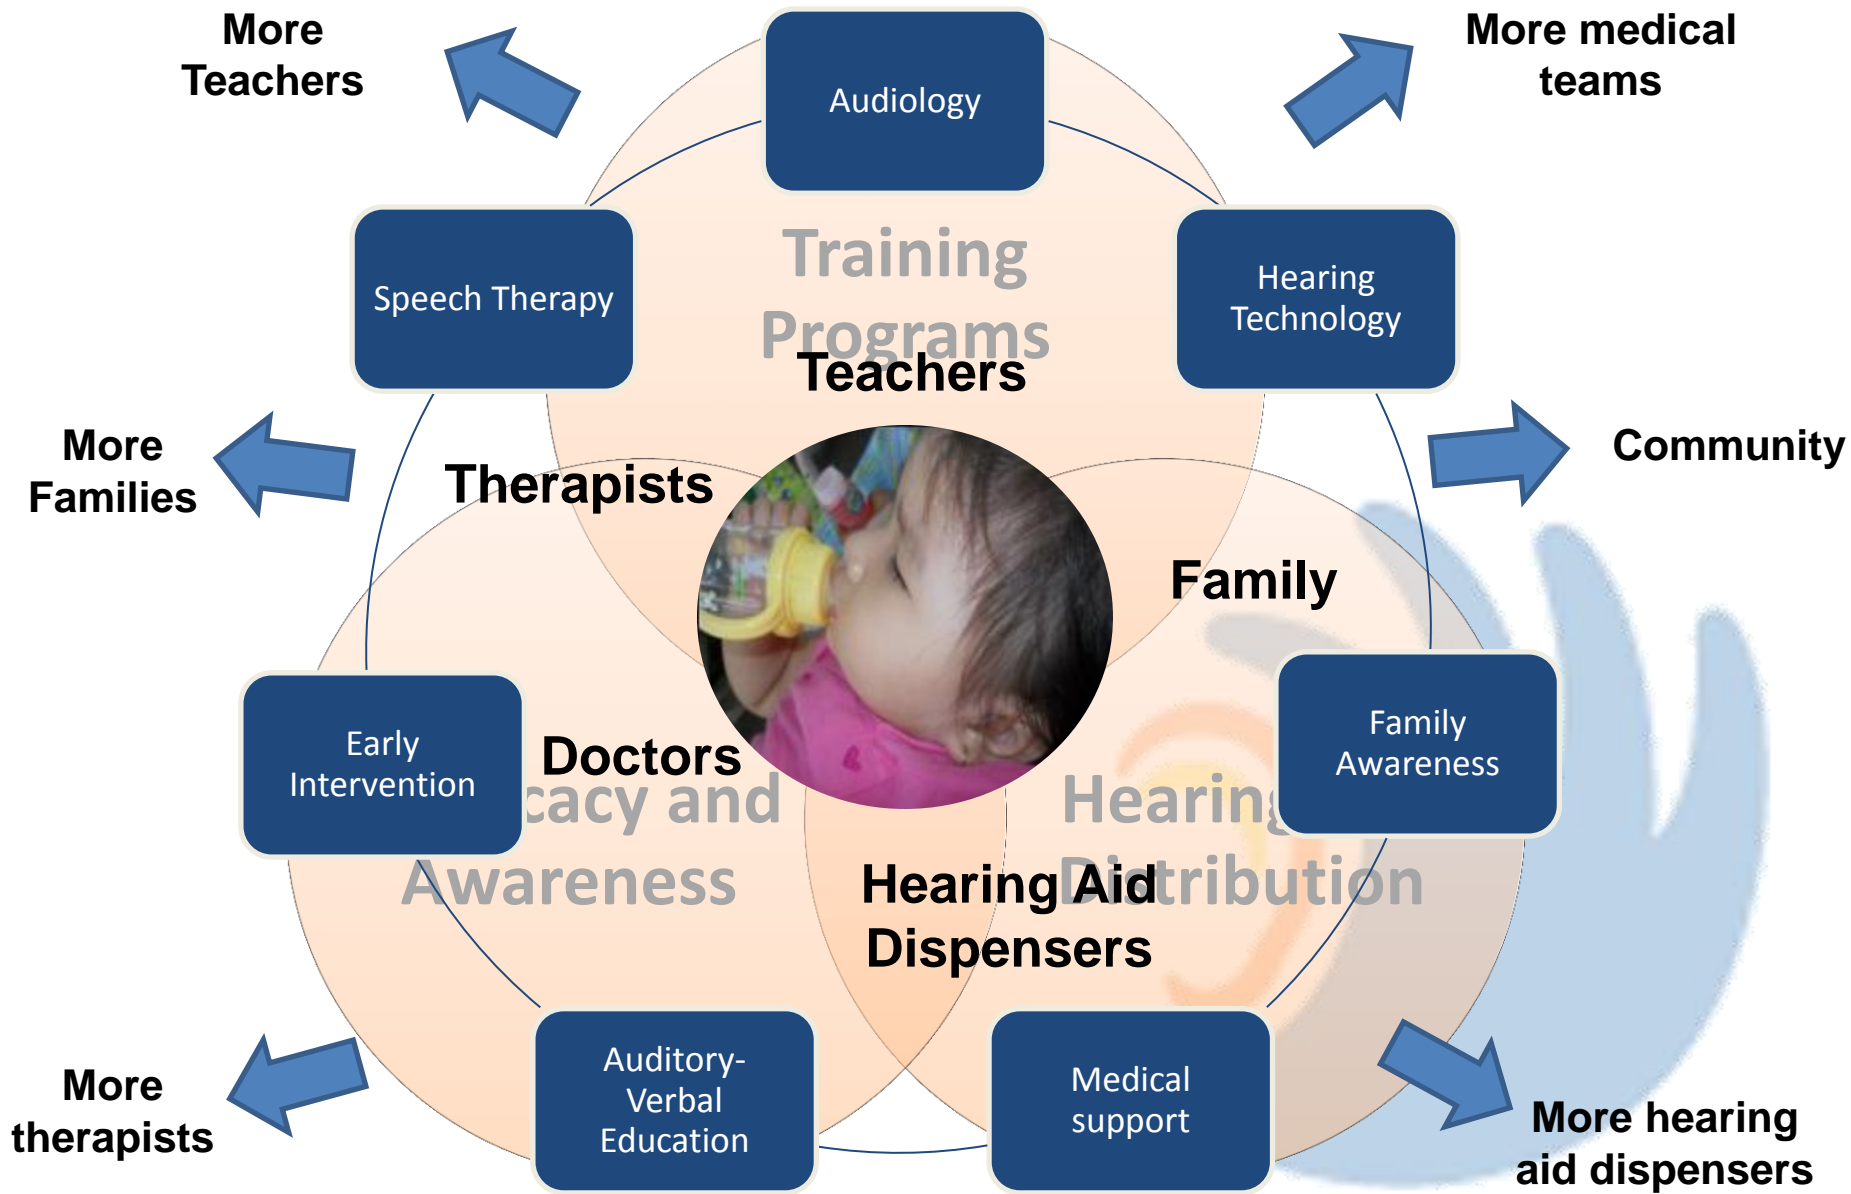 More
Teachers
More medical
teams
Audiology
Speech Therapy
Hearing
Technology
Training
Programs
Teachers
More
Families
Community
Therapists
Family
Early
Intervention
Family
Awareness
Doctors
cacy and
Awareness
Hearing
Distribution
Hearing Aid
Dispensers
Auditory-
Verbal
Education
Medical
support
More
therapists
More hearing
aid dispensers